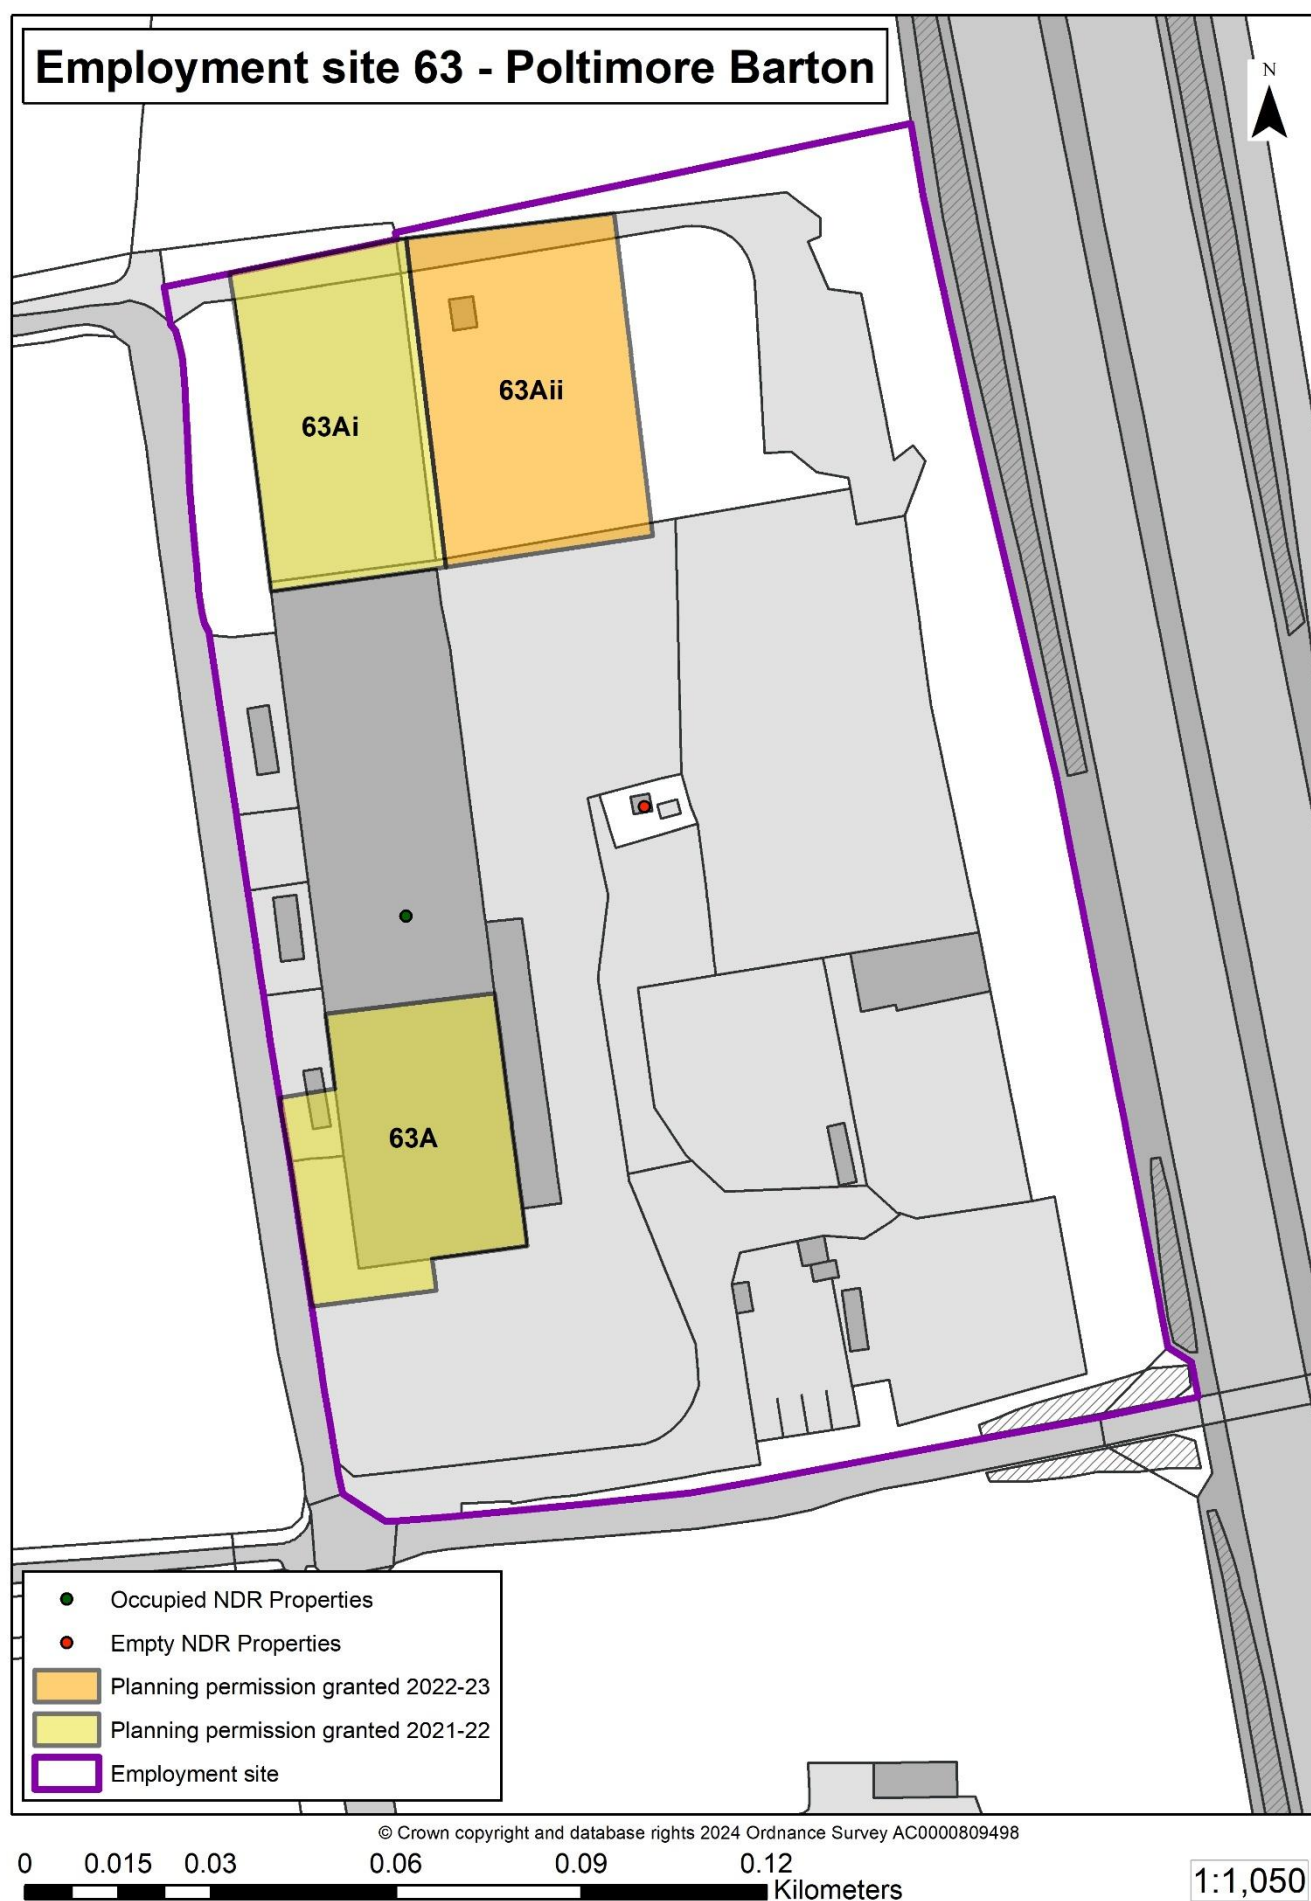 Employment site 63 - Poltimore Barton
N
63Aii
63Ai
63A
Occupied NDR Properties
Empty NDR Properties
Planning permission granted 2022-23
Planning permission granted 2021-22
Employment site
© Crown copyright and database rights 2024 Ordnance Survey AC0000809498
0 0.015 0.03 0.06 0.09 0.12
Kilometers
1:1,050